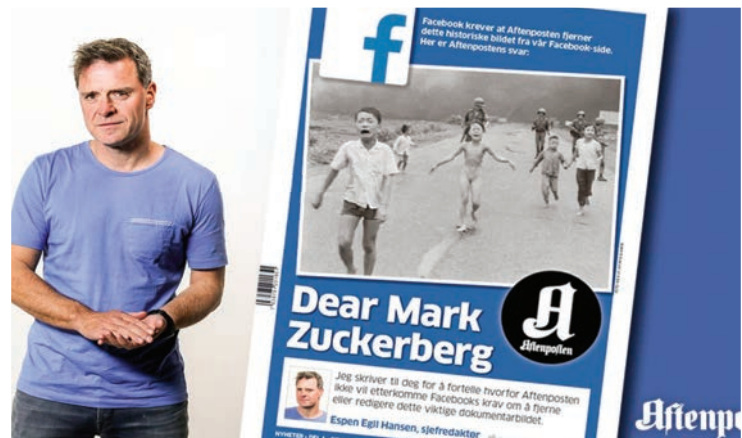 Facebook krever at Aftenposten fjerner
dette historiske bildet fra vår Facebook-side.
Her er Aftenpostens svar:
f
A
Aftenposten
Dear Mark
Zuckerberg
Jeg skriver til deg for å fortelle hvorfor Aftenposten
ikke vil etterkomme Facebooks krav om å fjerne
eller redigere dette viktige dokumentarbildet.
Espen Egil Hansen, sjefredaktør
Aftenpo